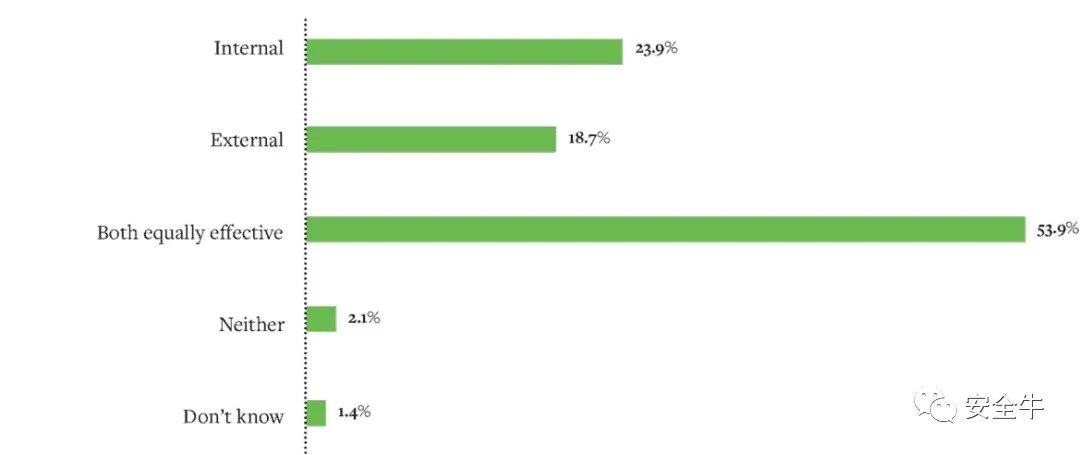 Internal 23.9%
External 18.7%
Both equally effective 53.9%
Neither 2.1%
Don’t know 1.4%
安全牛